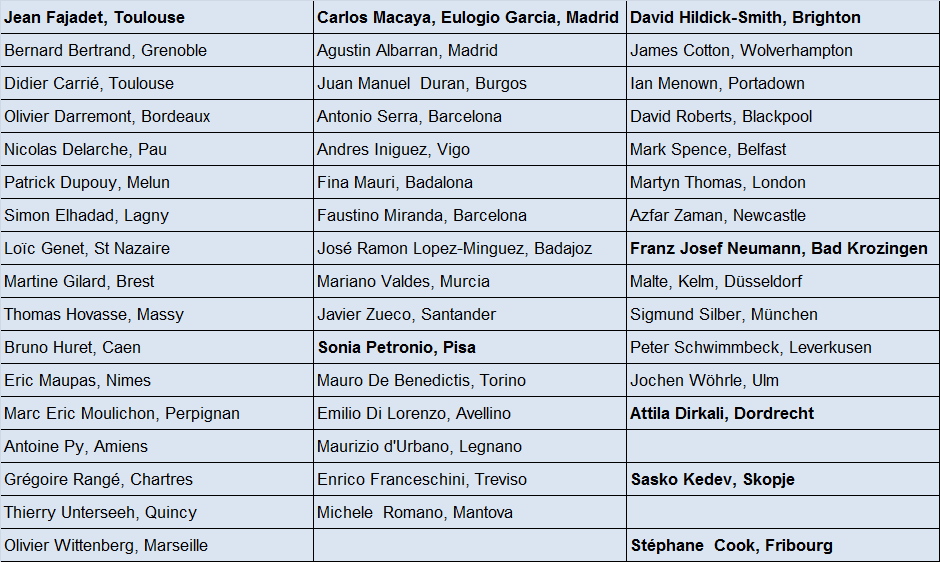 Jean Fajadet, Toulouse Carlos Macaya, Eulogio Garcia, Madrid David Hildick-Smith, Brighton
Bernard Bertrand, Grenoble Agustin Albarran, Madrid James Cotton, Wolverhampton
Didier Carrié, Toulouse Juan Manuel  Duran, Burgos Ian Menown, Portadown
Olivier Darremont, Bordeaux Antonio Serra, Barcelona David Roberts, Blackpool
Nicolas Delarche, Pau Andres Iniguez, Vigo Mark Spence, Belfast
Patrick Dupouy, Melun Fina Mauri, Badalona Martyn Thomas, London
Simon Elhadad, Lagny Faustino Miranda, Barcelona Azfar Zaman, Newcastle
Loïc Genet, St Nazaire José Ramon Lopez-Minguez, Badajoz Franz Josef Neumann, Bad Krozingen
Martine Gilard, Brest Mariano Valdes, Murcia Malte, Kelm, Düsseldorf
Thomas Hovasse, Massy Javier Zueco, Santander Sigmund Silber, München
Bruno Huret, Caen Sonia Petronio, Pisa Peter Schwimmbeck, Leverkusen
Eric Maupas, Nimes Mauro De Benedictis, Torino Jochen Wöhrle, Ulm
Marc Eric Moulichon, Perpignan Emilio Di Lorenzo, Avellino Attila Dirkali, Dordrecht
Antoine Py, Amiens Maurizio d'Urbano, Legnano
Grégoire Rangé, Chartres Enrico Franceschini, Treviso Sasko Kedev, Skopje
Thierry Unterseeh, Quincy Michele  Romano, Mantova
Olivier Wittenberg, Marseille Stéphane  Cook, Fribourg